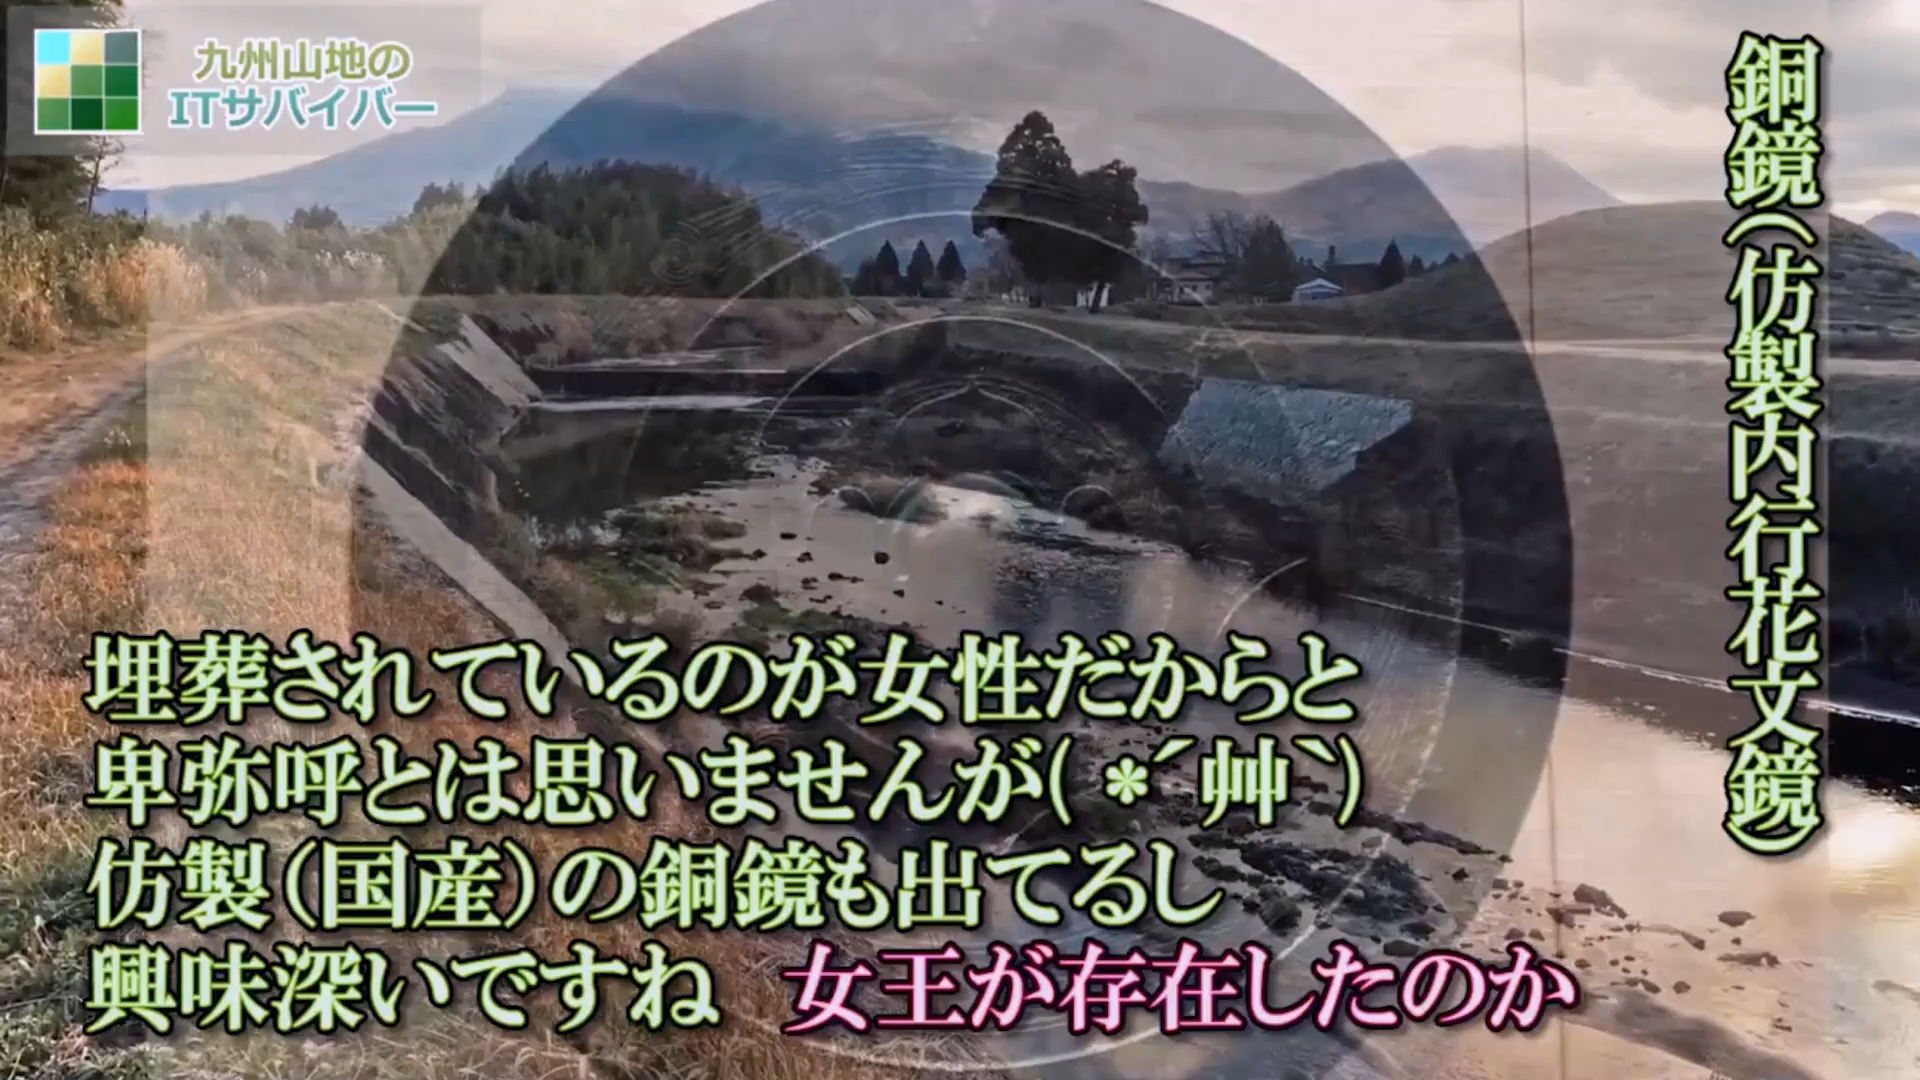 九州山地の
ITサバイバー
銅鏡(仿製内行花文鏡)
埋葬されているのが女性だからと
卑弥呼とは思いませんが( *´艸`)
仿製(国産)の銅鏡も出てるし
興味深いですね 女王が存在したのか